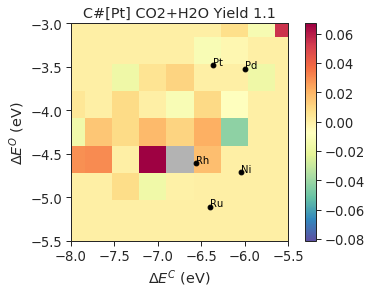 C#[Pt] CO2+H2O Yield 1.1
−3.0
−3.5
−4.0
−4.5
−5.0
−5.5
ΔE^O (eV)
Pt
Pd
Rh
Ni
Ru
−8.0 −7.5 −7.0 −6.5 −6.0 −5.5
ΔE^C (eV)
0.06
0.04
0.02
0.00
−0.02
−0.04
−0.06
−0.08